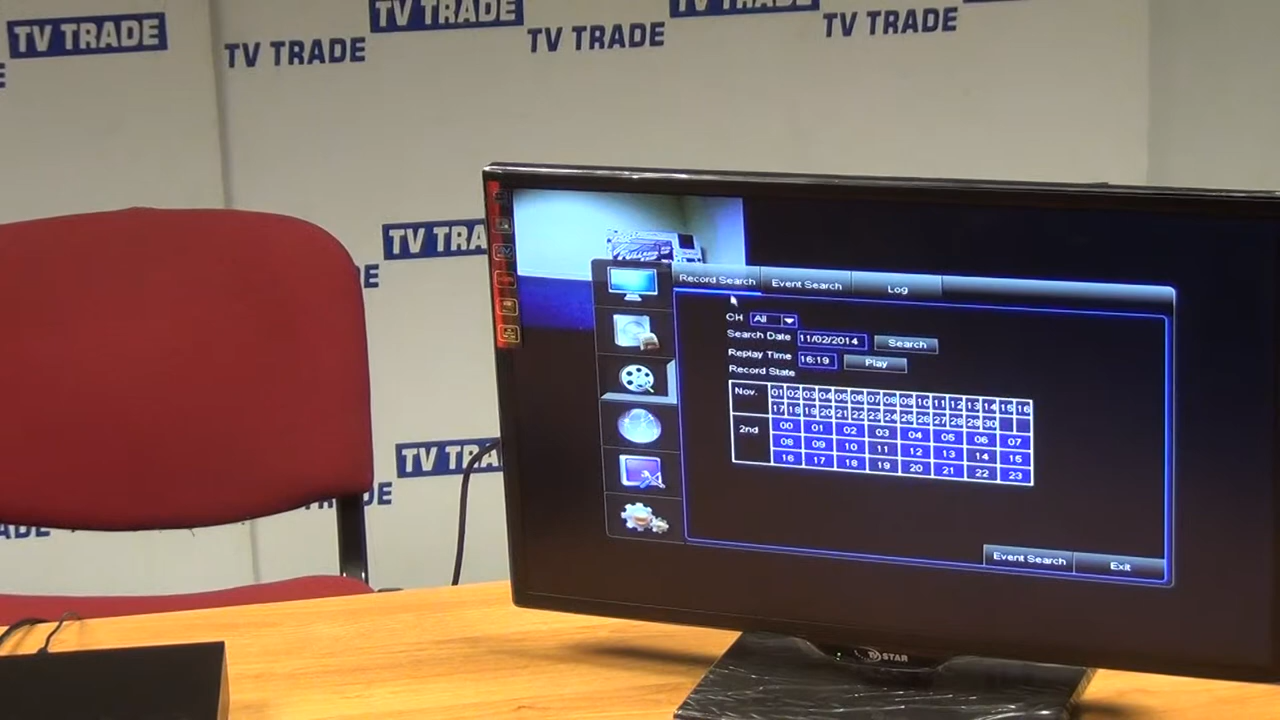 TV TRADE
TV TRADE
TV TRADE
TV TRADE
TV TRADE
TV TRA
TV TRA
Record Search
Event Search
Log
CH All
Search Date 11/02/2014 Search
Replay Time 16:19 Play
Record State
Nov. 01 02 03 04 05 06 07 08 09 10 11 12 13 14 15 16
17 18 19 20 21 22 23 24 25 26 27 28 29 30
2nd 00 01 02 03 04 05 06 07
08 09 10 11 12 13 14 15
16 17 18 19 20 21 22 23
Event Search Exit
TV STAR